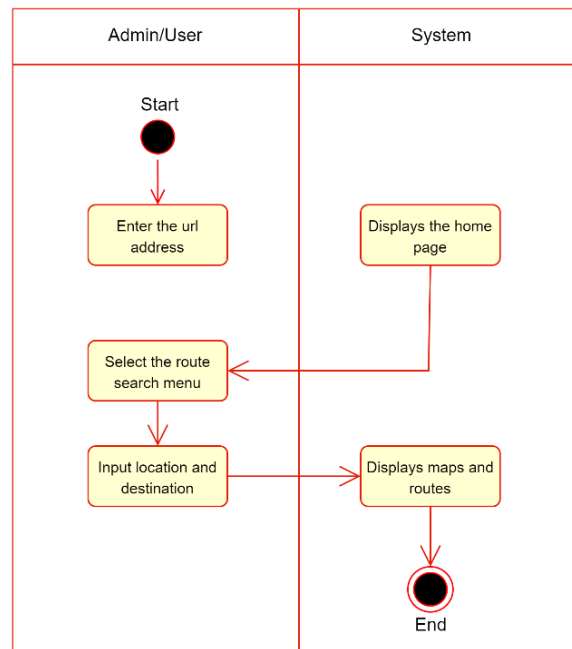 Admin/User
System
Start
Enter the url
address
Displays the home
page
Select the route
search menu
Input location and
destination
Displays maps and
routes
End